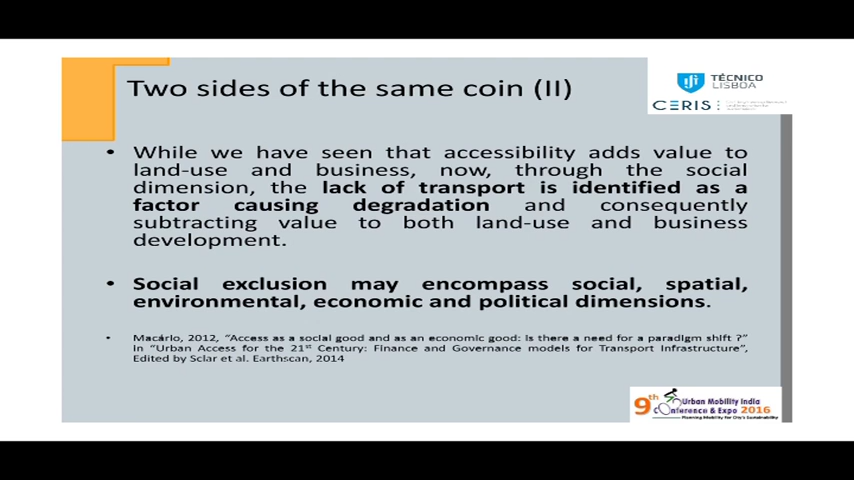 Two sides of the same coin (II)
TÉCNICO
LISBOA
CERIS
• While we have seen that accessibility adds value to
land-use and business, now, through the social
dimension, the lack of transport is identified as a
factor causing degradation and consequently
subtracting value to both land-use and business
development.
• Social exclusion may encompass social, spatial,
environmental, economic and political dimensions.
• Macário, 2012, “Access as a social good and as an economic good: is there a need for a paradigm shift ?”
in “Urban Access for the 21st Century: Finance and Governance models for Transport Infrastructure”,
Edited by Sclar et al. Earthscan, 2014
9th Urban Mobility India
Conference & Expo 2016
Planning Mobility for City's Sustainability